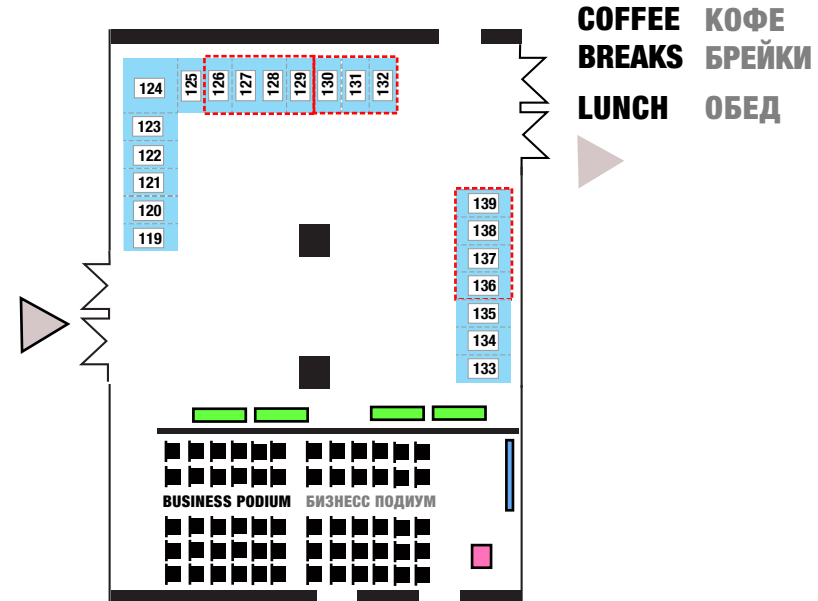 COFFEE КОФЕ
BREAKS БРЕЙКИ
LUNCH ОБЕД
124 125 126 127 128 129 130 131 132
123
122
121
120
119
139
138
137
136
135
134
133
BUSINESS PODIUM БИЗНЕСС ПОДИУМ